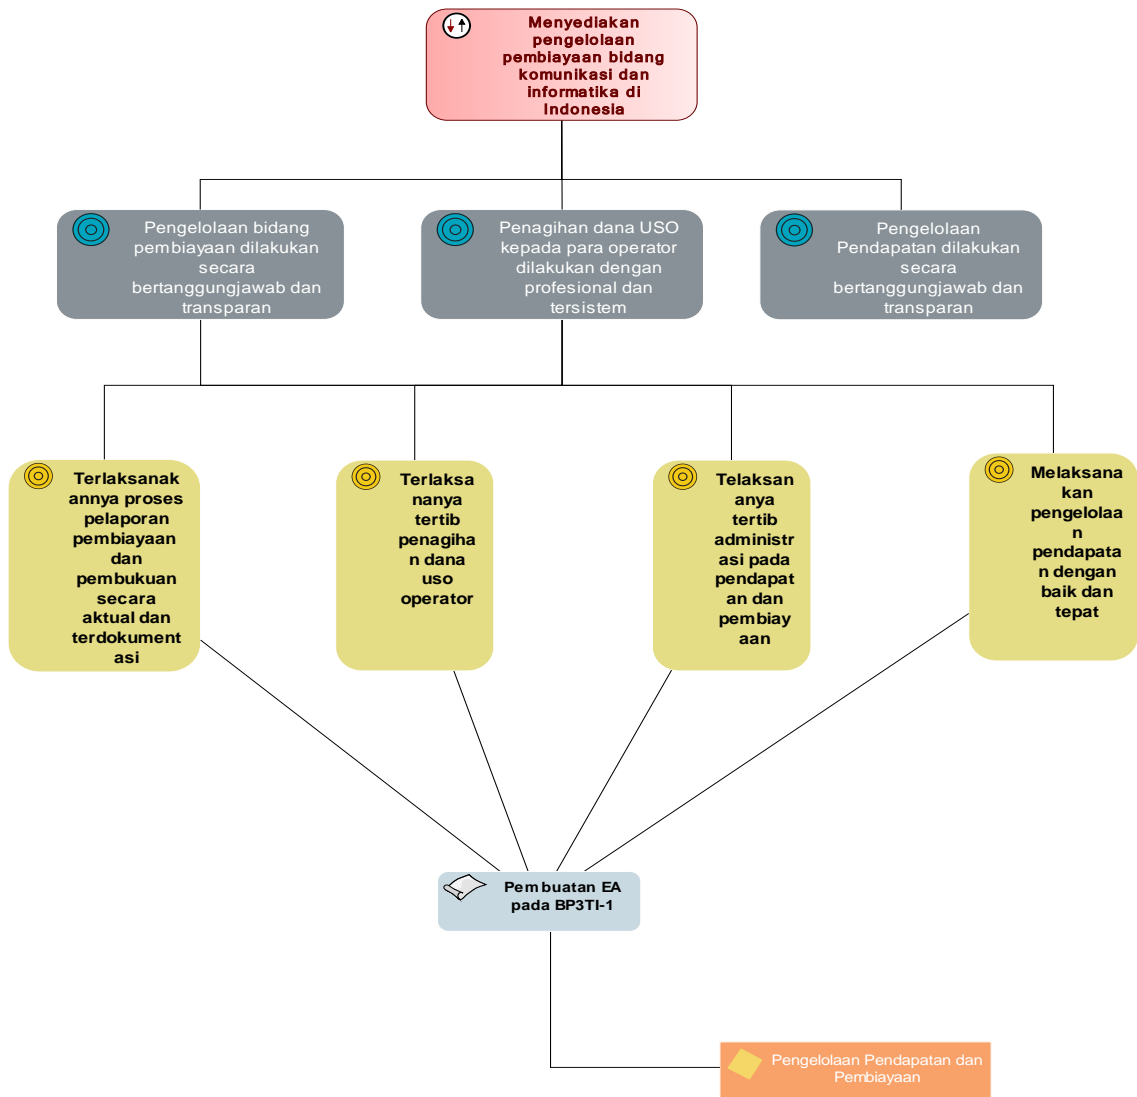 Menyediakan
pengelolaan
pembiayaan bidang
komunikasi dan
informatika di
Indonesia
Pengelolaan bidang
pembiayaan dilakukan
secara
bertanggungjawab dan
transparan
Penagihan dana USO
kepada para operator
dilakukan dengan
profesional dan
tersistem
Pengelolaan
Pendapatan dilakukan
secara
bertanggungjawab dan
transparan
Terlaksanak
annya proses
pelaporan
pembiayaan
dan
pembukuan
secara
aktual dan
terdokument
asi
Terlaksa
nanya
tertib
penagiha
n dana
uso
operator
Telaksan
anya
tertib
administr
asi pada
pendapat
an dan
pembiay
aan
Melaksana
kan
pengelolaa
n
pendapata
n dengan
baik dan
tepat
Pembuatan EA
pada BP3TI-1
Pengelolaan Pendapatan dan
Pembiayaan